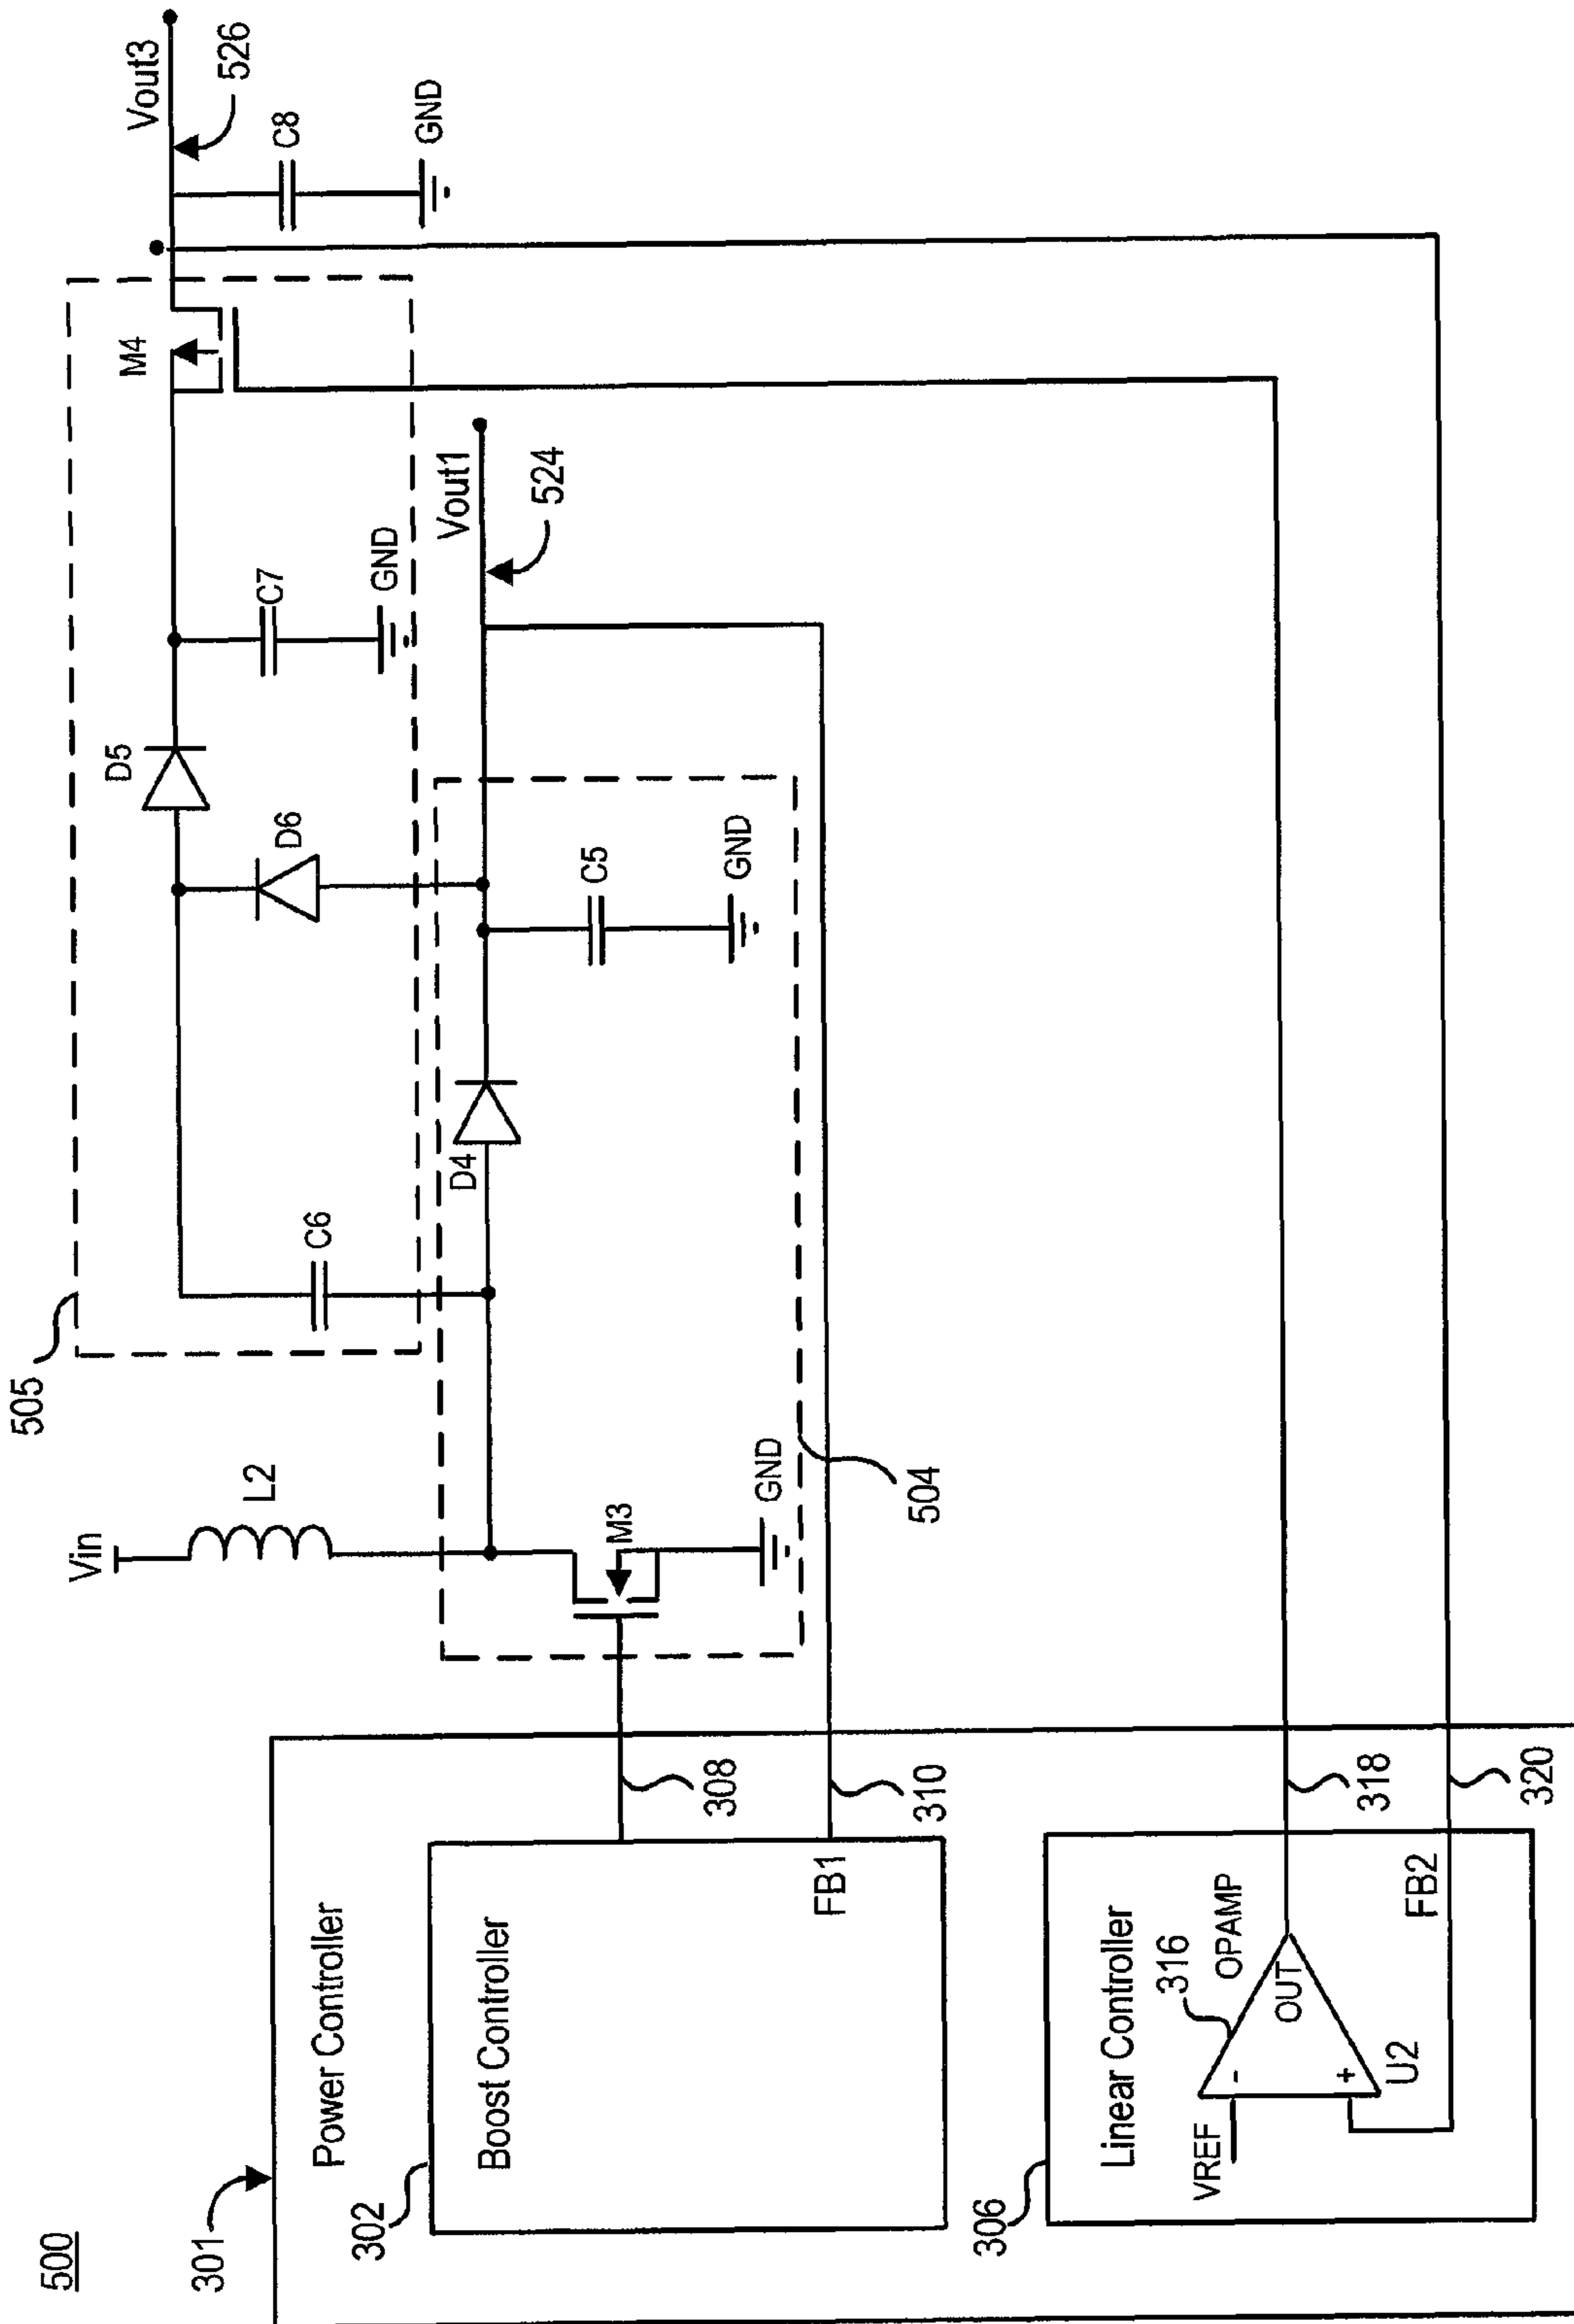 500
301
Power Controller
302
Boost Controller
FB1
308
310
306
Linear Controller
316
OPAMP
VREF
-
+
OUT
U2
FB2
318
320
Vin
L2
M3
GND
504
505
C6
D4
D6
D5
C5
GND
C7
GND
Vout1
524
M4
Vout3
526
C8
GND